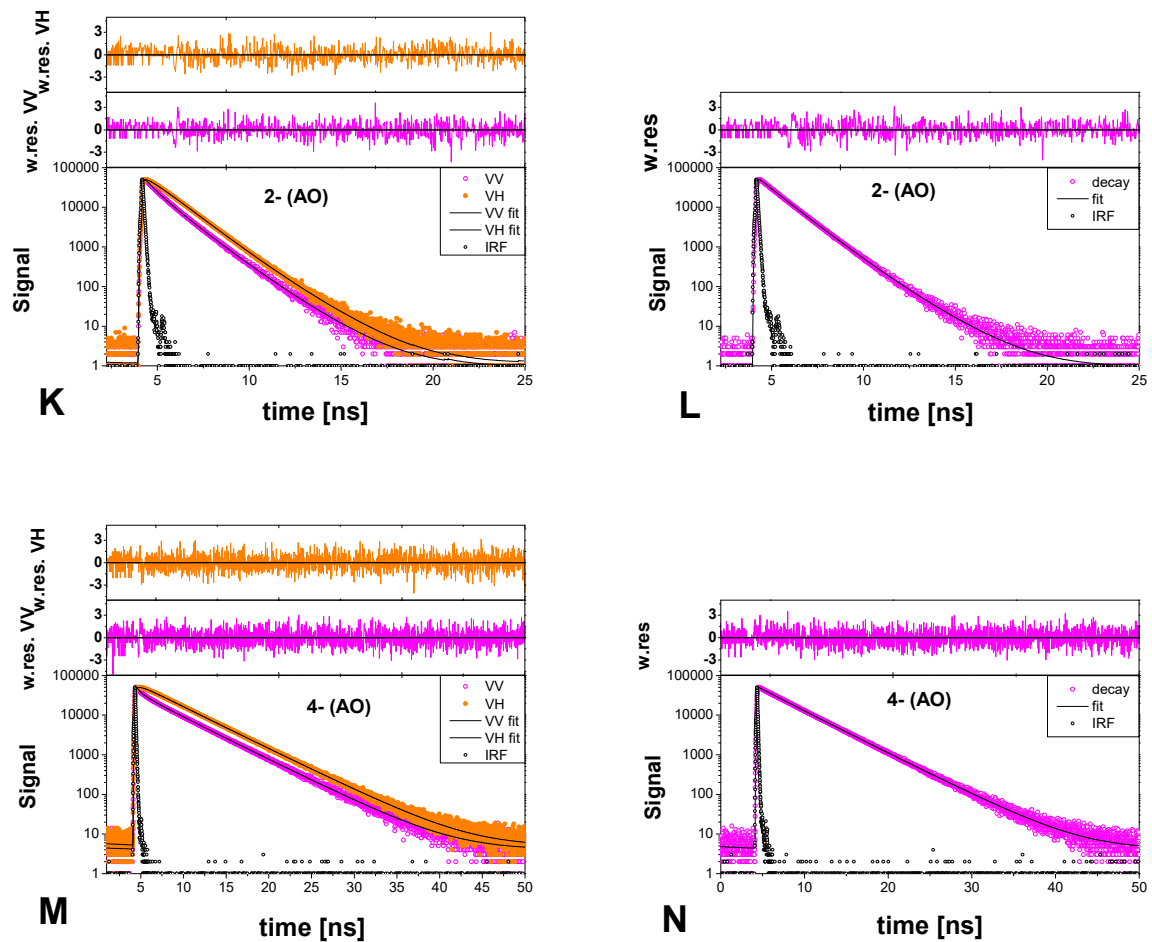 w.res. VH
3
0
-3
w.res. VV
3
0
-3
Signal
100000
10000
1000
100
10
1
2- (AO)
VV
VH
VV fit
VH fit
IRF
5 10 15 20 25
time [ns]
K
w.res
3
0
-3
Signal
100000
10000
1000
100
10
1
2- (AO)
decay
fit
IRF
5 10 15 20 25
time [ns]
L
w.res. VH
3
0
-3
w.res. VV
3
0
-3
Signal
100000
10000
1000
100
10
1
4- (AO)
VV
VH
VV fit
VH fit
IRF
5 10 15 20 25 30 35 40 45 50
time [ns]
M
w.res
3
0
-3
Signal
100000
10000
1000
100
10
1
4- (AO)
decay
fit
IRF
0 10 20 30 40 50
time [ns]
N